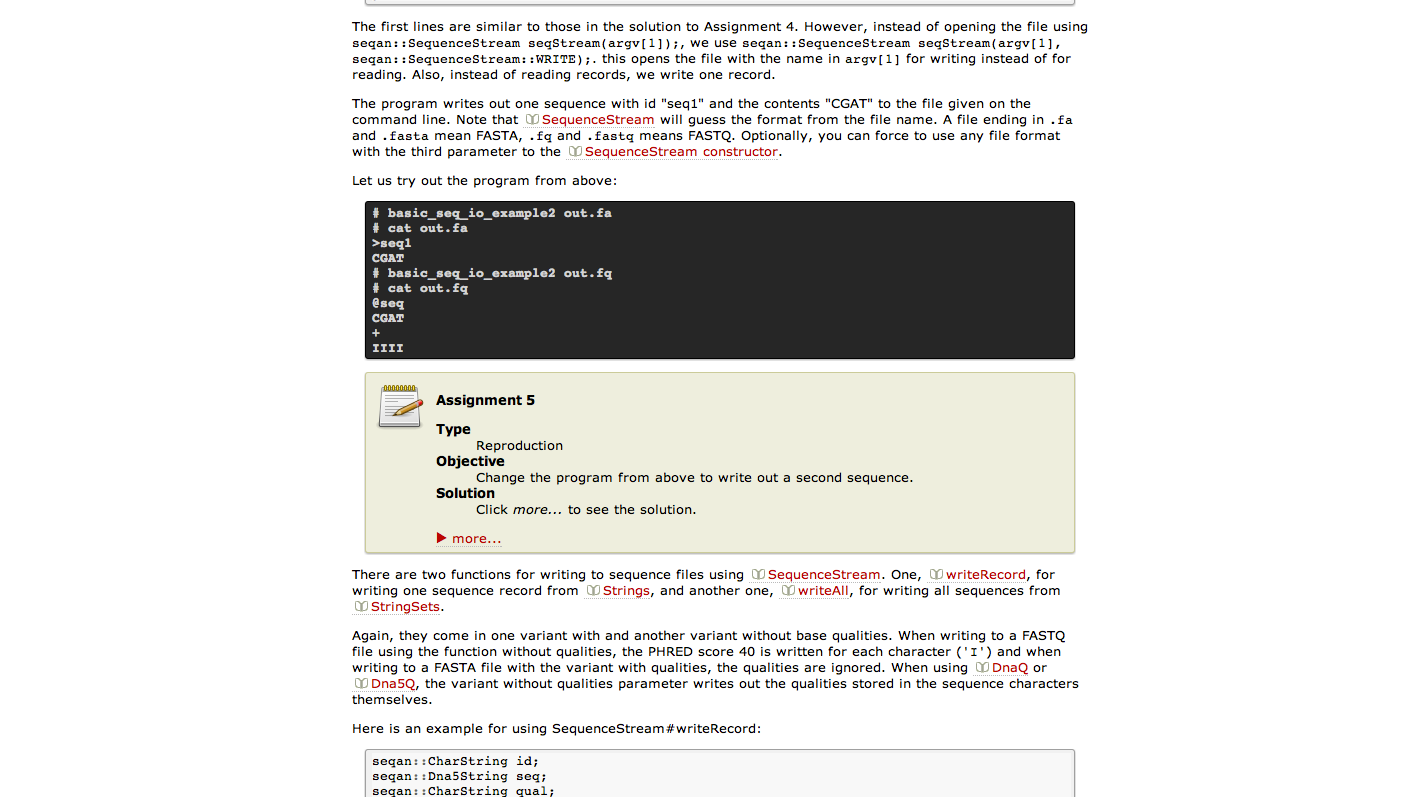 The first lines are similar to those in the solution to Assignment 4. However, instead of opening the file using
seqan::SequenceStream seqStream(argv[1]);, we use seqan::SequenceStream seqStream(argv[1],
seqan::SequenceStream::WRITE);. this opens the file with the name in argv[1] for writing instead of for
reading. Also, instead of reading records, we write one record.
The program writes out one sequence with id "seq1" and the contents "CGAT" to the file given on the
command line. Note that SequenceStream will guess the format from the file name. A file ending in .fa
and .fasta mean FASTA, .fq and .fastq means FASTQ. Optionally, you can force to use any file format
with the third parameter to the SequenceStream constructor.
Let us try out the program from above:
# basic_seq_io_example2 out.fa
# cat out.fa
>seq1
CGAT
# basic_seq_io_example2 out.fq
# cat out.fq
@seq
CGAT
+
IIII
Assignment 5
Type
Reproduction
Objective
Change the program from above to write out a second sequence.
Solution
Click more... to see the solution.
more...
There are two functions for writing to sequence files using SequenceStream. One, writeRecord, for
writing one sequence record from Strings, and another one, writeAll, for writing all sequences from
StringSets.
Again, they come in one variant with and another variant without base qualities. When writing to a FASTQ
file using the function without qualities, the PHRED score 40 is written for each character ('I') and when
writing to a FASTA file with the variant with qualities, the qualities are ignored. When using DnaQ or
Dna5Q, the variant without qualities parameter writes out the qualities stored in the sequence characters
themselves.
Here is an example for using SequenceStream#writeRecord:
seqan::CharString id;
seqan::Dna5String seq;
seqan::CharString qual;